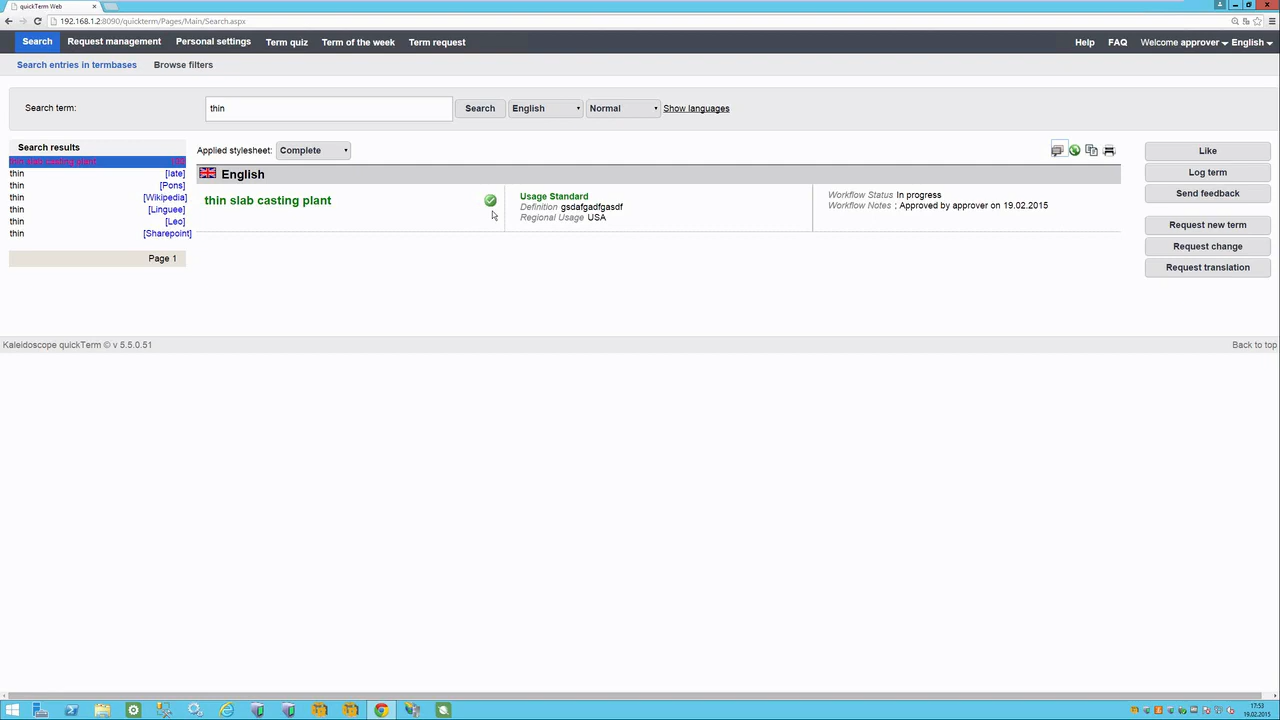 quickTerm Web
192.168.1.2:8090/quickterm/Pages/Main/Search.aspx
Search Request management Personal settings Term quiz Term of the week Term request Help FAQ Welcome approver English
Search entries in termbases Browse filters
Search term: thin Search English Normal Show languages
Search results
thin slab casting plant
thin [Iate]
thin [Pons]
thin [Wikipedia]
thin [Linguee]
thin [Leo]
thin [Sharepoint]
Page 1
Applied stylesheet: Complete
English
thin slab casting plant
Usage Standard
Definition gsdafgadfgasdf
Regional Usage USA
Workflow Status In progress
Workflow Notes ; Approved by approver on 19.02.2015
Like
Log term
Send feedback
Request new term
Request change
Request translation
Kaleidoscope quickTerm © v 5.5.0.51 Back to top
17:53
19.02.2015